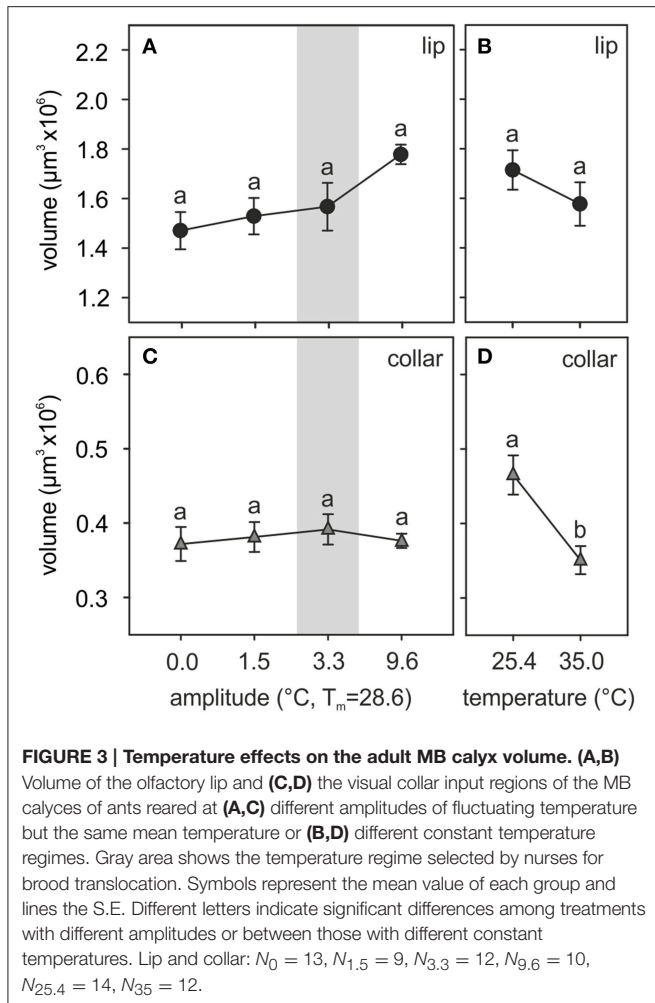 A lip B lip
2.2
2.0
1.8
1.6
1.4
1.2
volume (µm³ x10⁶)
a a a a a a
C collar D collar
0.6
0.5
0.4
0.3
volume (µm³ x10⁶)
a a a a a b
0.0 1.5 3.3 9.6 25.4 35.0
amplitude (°C, Tₘ=28.6) temperature (°C)
FIGURE 3 | Temperature effects on the adult MB calyx volume. (A,B)
Volume of the olfactory lip and (C,D) the visual collar input regions of the MB
calyces of ants reared at (A,C) different amplitudes of fluctuating temperature
but the same mean temperature or (B,D) different constant temperature
regimes. Gray area shows the temperature regime selected by nurses for
brood translocation. Symbols represent the mean value of each group and
lines the S.E. Different letters indicate significant differences among treatments
with different amplitudes or between those with different constant
temperatures. Lip and collar: N₀ = 13, N₁.₅ = 9, N₃.₃ = 12, N₉.₆ = 10,
N₂₅.₄ = 14, N₃₅ = 12.